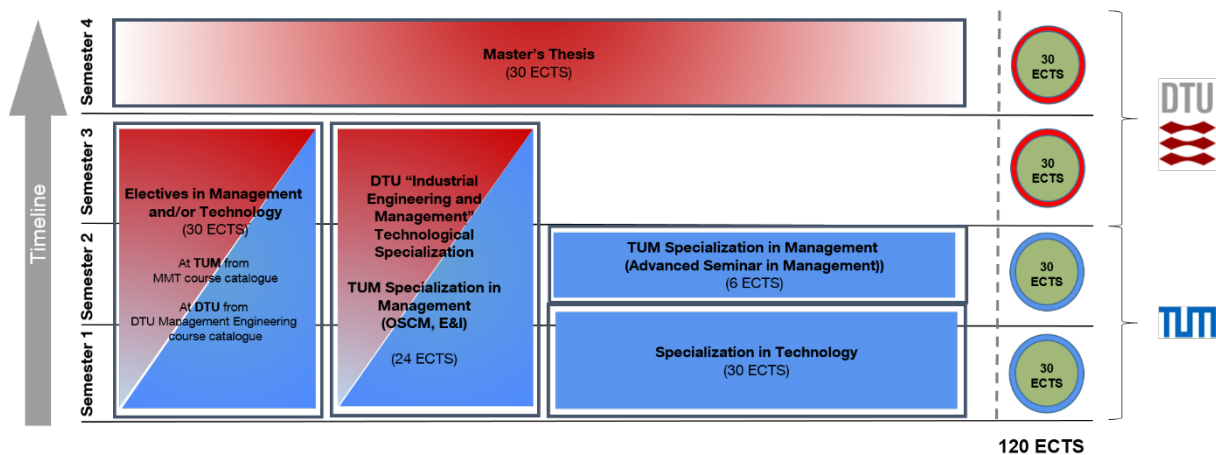 Timeline
Semester 4
Master's Thesis
(30 ECTS)
30
ECTS
DTU
Semester 3
Electives in Management
and/or Technology
(30 ECTS)
At TUM from
MMT course catalogue
At DTU from
DTU Management Engineering
course catalogue
DTU "Industrial
Engineering and
Management"
Technological
Specialization
TUM Specialization in
Management
(OSCM, E&I)
(24 ECTS)
30
ECTS
Semester 2
TUM Specialization in Management
(Advanced Seminar in Management))
(6 ECTS)
30
ECTS
TUM
Semester 1
Specialization in Technology
(30 ECTS)
30
ECTS
120 ECTS